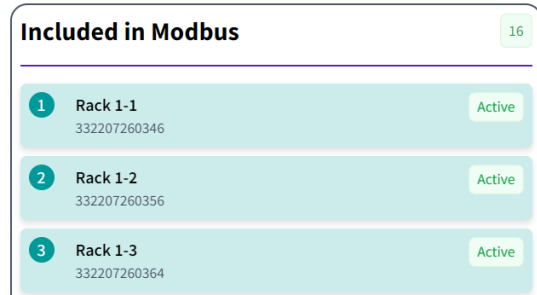 Included in Modbus
16
1
Rack 1-1
Active
332207260346
2
Rack 1-2
Active
332207260356
3
Rack 1-3
Active
332207260364